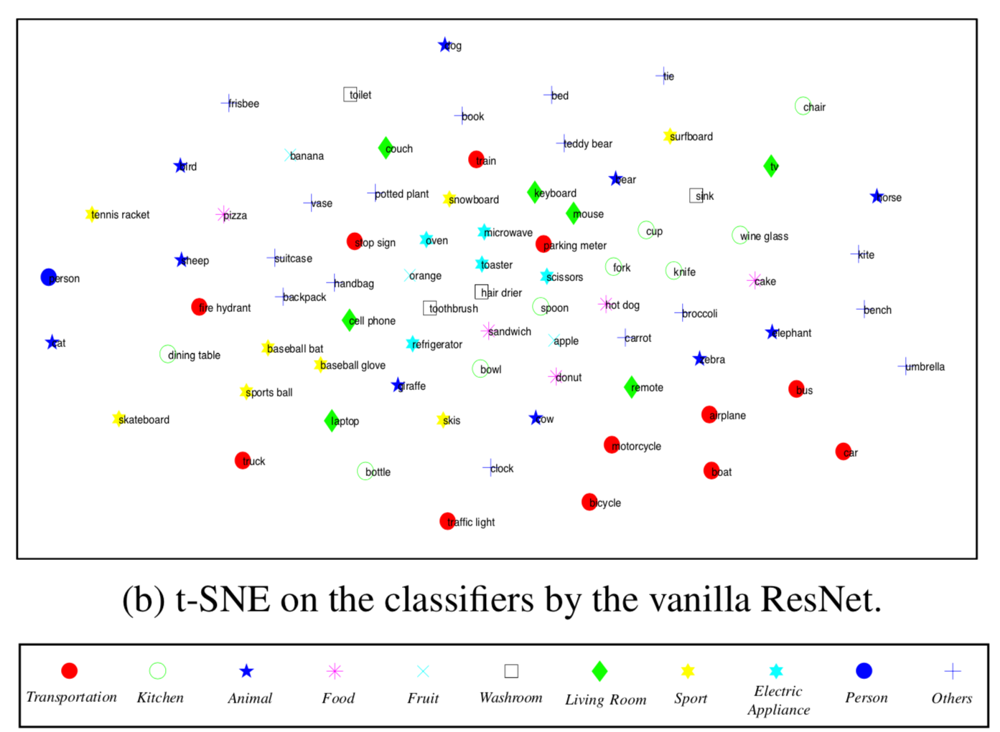 dog
tie
toilet
bed
frisbee
chair
book
surfboard
teddy bear
couch
banana
train
bird
tv
bear
potted plant
keyboard
sink
horse
snowboard
vase
mouse
tennis racket
pizza
cup
microwave
wine glass
oven
stop sign
parking meter
kite
suitcase
sheep
toaster
fork
knife
orange
scissors
person
cake
handbag
hair drier
backpack
hot dog
fire hydrant
toothbrush
spoon
bench
broccoli
cell phone
sandwich
elephant
carrot
apple
cat
refrigerator
baseball bat
dining table
zebra
baseball glove
umbrella
bowl
donut
giraffe
remote
bus
sports ball
airplane
cow
skateboard
laptop
skis
motorcycle
car
truck
clock
bottle
boat
bicycle
traffic light
(b) t-SNE on the classifiers by the vanilla ResNet.
Transportation
Kitchen
Animal
Food
Fruit
Washroom
Living Room
Sport
Electric
Appliance
Person
Others